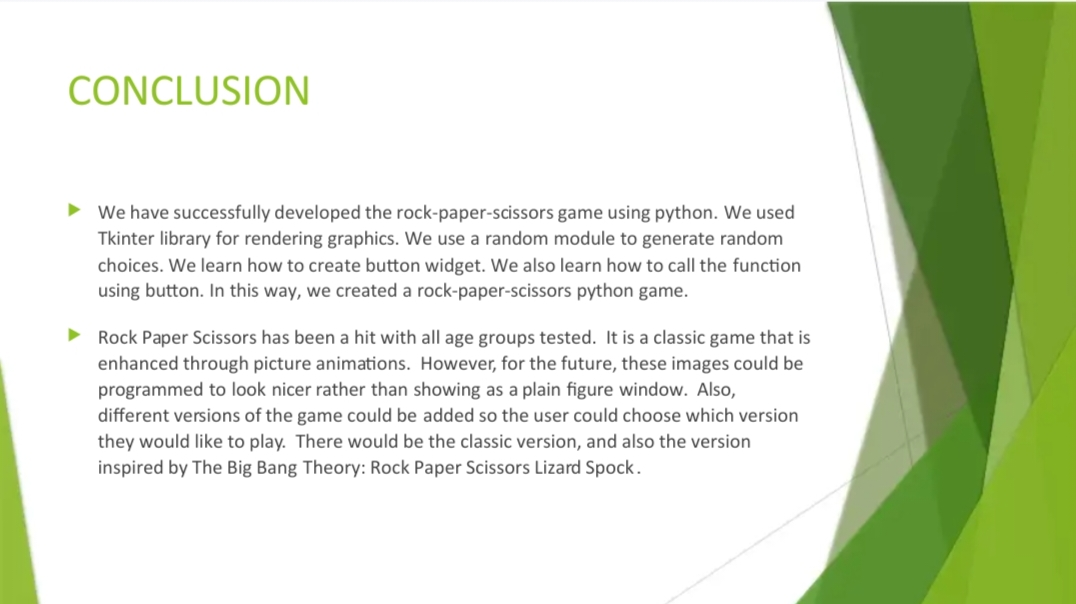 CONCLUSION
We have successfully developed the rock-paper-scissors game using python. We used
Tkinter library for rendering graphics. We use a random module to generate random
choices. We learn how to create button widget. We also learn how to call the function
using button. In this way, we created a rock-paper-scissors python game.
Rock Paper Scissors has been a hit with all age groups tested.  It is a classic game that is
enhanced through picture animations.  However, for the future, these images could be
programmed to look nicer rather than showing as a plain figure window.  Also,
different versions of the game could be added so the user could choose which version
they would like to play.  There would be the classic version, and also the version
inspired by The Big Bang Theory: Rock Paper Scissors Lizard Spock.